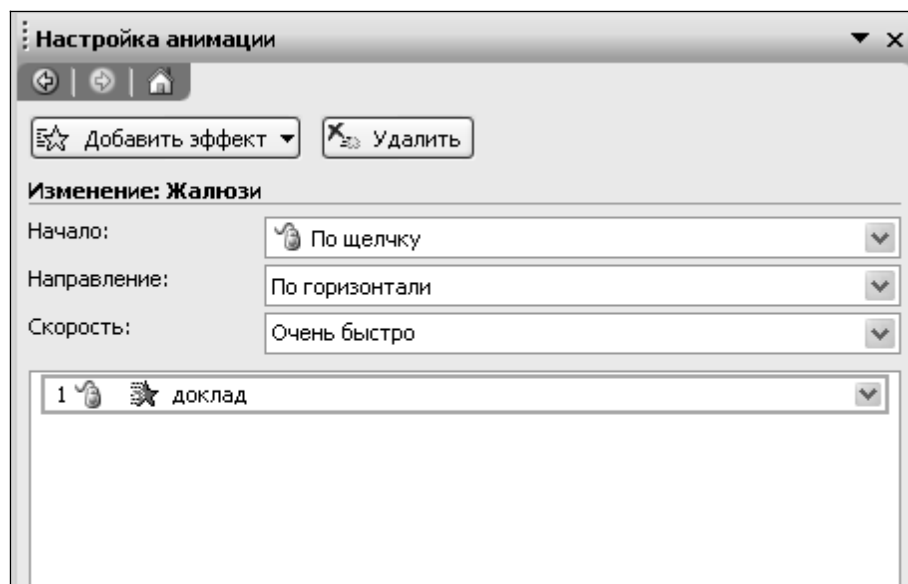 Настройка анимации
Добавить эффект Удалить
Изменение: Жалюзи
Начало: По щелчку
Направление: По горизонтали
Скорость: Очень быстро
1 доклад